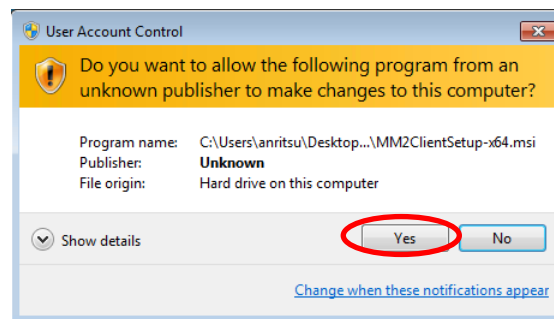 User Account Control
Do you want to allow the following program from an
unknown publisher to make changes to this computer?
Program name: C:\Users\anritsu\Desktop...\MM2ClientSetup-x64.msi
Publisher: Unknown
File origin: Hard drive on this computer
Show details Yes No
Change when these notifications appear